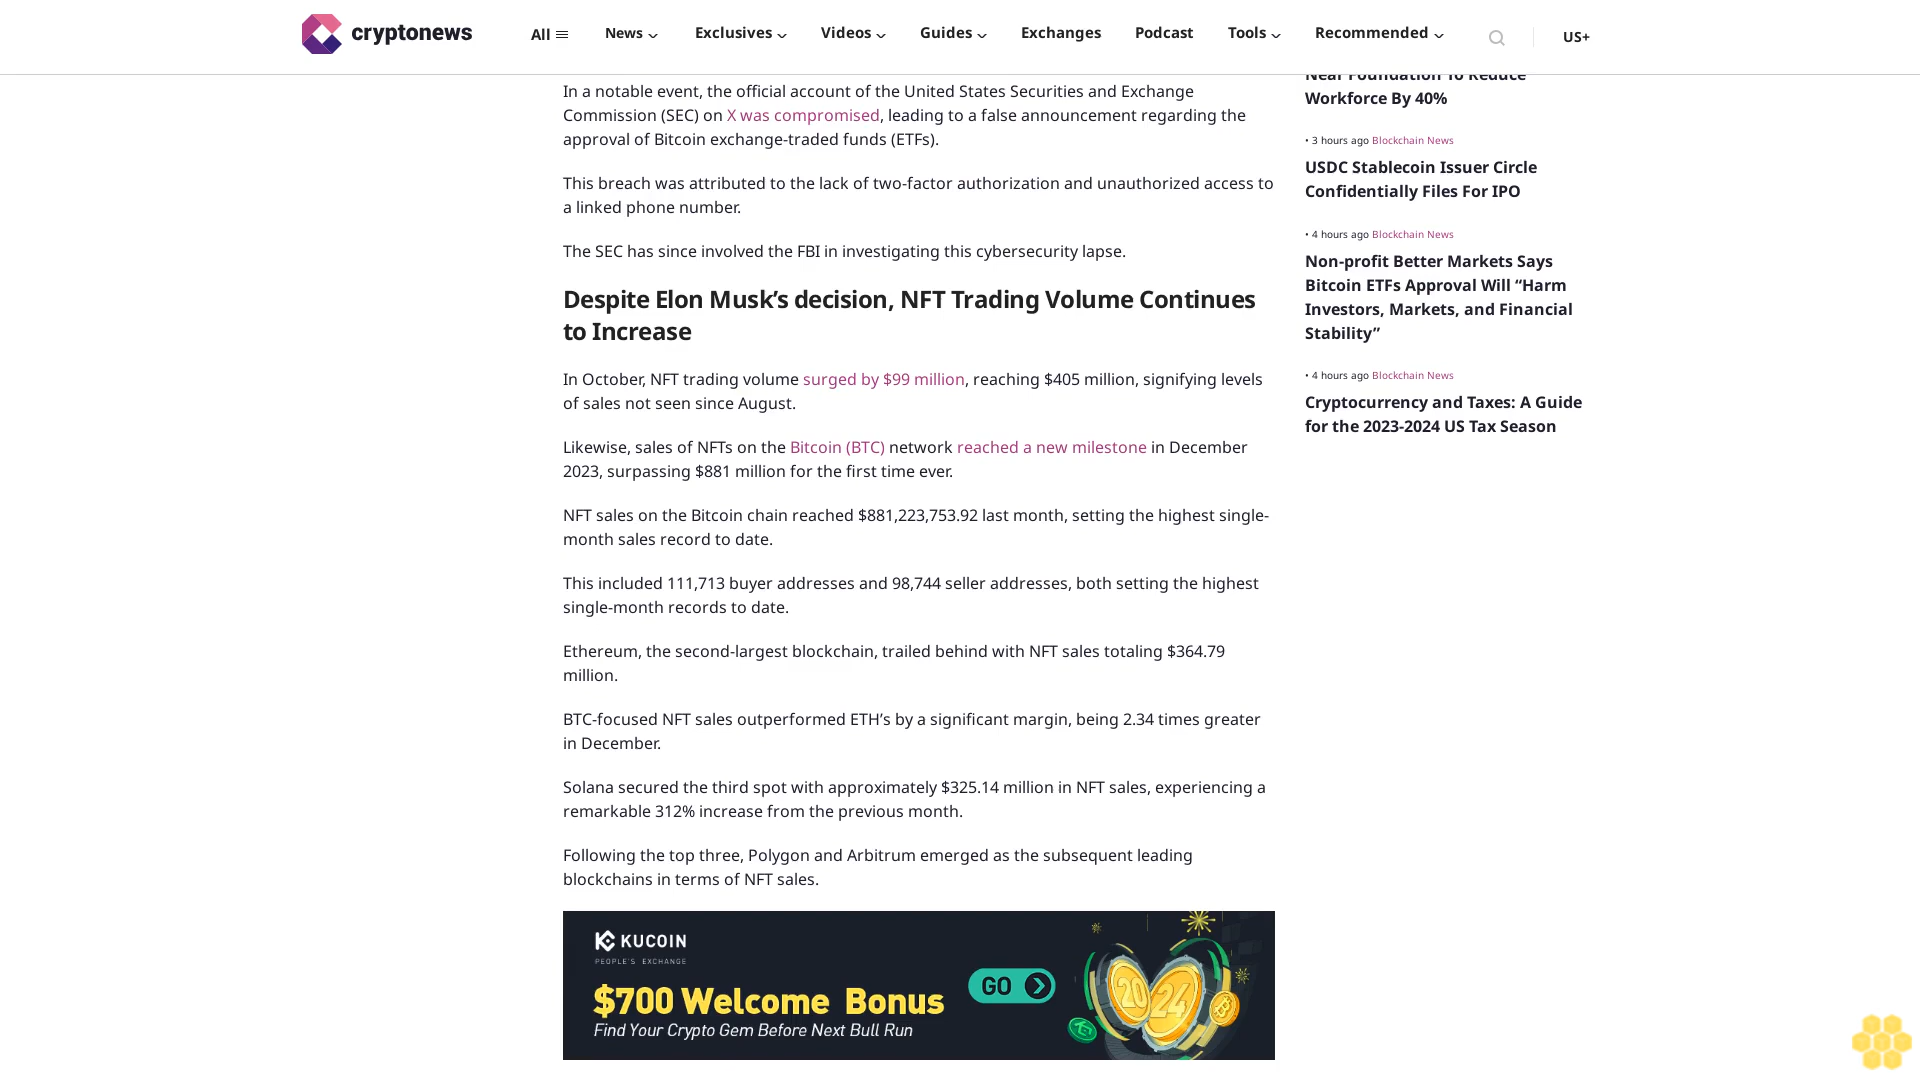 cryptonews
All
News
Exclusives
Videos
Guides
Exchanges
Podcast
Tools
Recommended
US+
In a notable event, the official account of the United States Securities and Exchange
Commission (SEC) on X was compromised, leading to a false announcement regarding the
approval of Bitcoin exchange-traded funds (ETFs).
This breach was attributed to the lack of two-factor authorization and unauthorized access to
a linked phone number.
The SEC has since involved the FBI in investigating this cybersecurity lapse.
Despite Elon Musk’s decision, NFT Trading Volume Continues
to Increase
In October, NFT trading volume surged by $99 million, reaching $405 million, signifying levels
of sales not seen since August.
Likewise, sales of NFTs on the Bitcoin (BTC) network reached a new milestone in December
2023, surpassing $881 million for the first time ever.
NFT sales on the Bitcoin chain reached $881,223,753.92 last month, setting the highest single-
month sales record to date.
This included 111,713 buyer addresses and 98,744 seller addresses, both setting the highest
single-month records to date.
Ethereum, the second-largest blockchain, trailed behind with NFT sales totaling $364.79
million.
BTC-focused NFT sales outperformed ETH’s by a significant margin, being 2.34 times greater
in December.
Solana secured the third spot with approximately $325.14 million in NFT sales, experiencing a
remarkable 312% increase from the previous month.
Following the top three, Polygon and Arbitrum emerged as the subsequent leading
blockchains in terms of NFT sales.
KUCOIN
PEOPLE'S EXCHANGE
$700 Welcome Bonus
Find Your Crypto Gem Before Next Bull Run
GO
20
24
Near Foundation To Reduce
Workforce By 40%
• 3 hours ago Blockchain News
USDC Stablecoin Issuer Circle
Confidentially Files For IPO
• 4 hours ago Blockchain News
Non-profit Better Markets Says
Bitcoin ETFs Approval Will “Harm
Investors, Markets, and Financial
Stability”
• 4 hours ago Blockchain News
Cryptocurrency and Taxes: A Guide
for the 2023-2024 US Tax Season